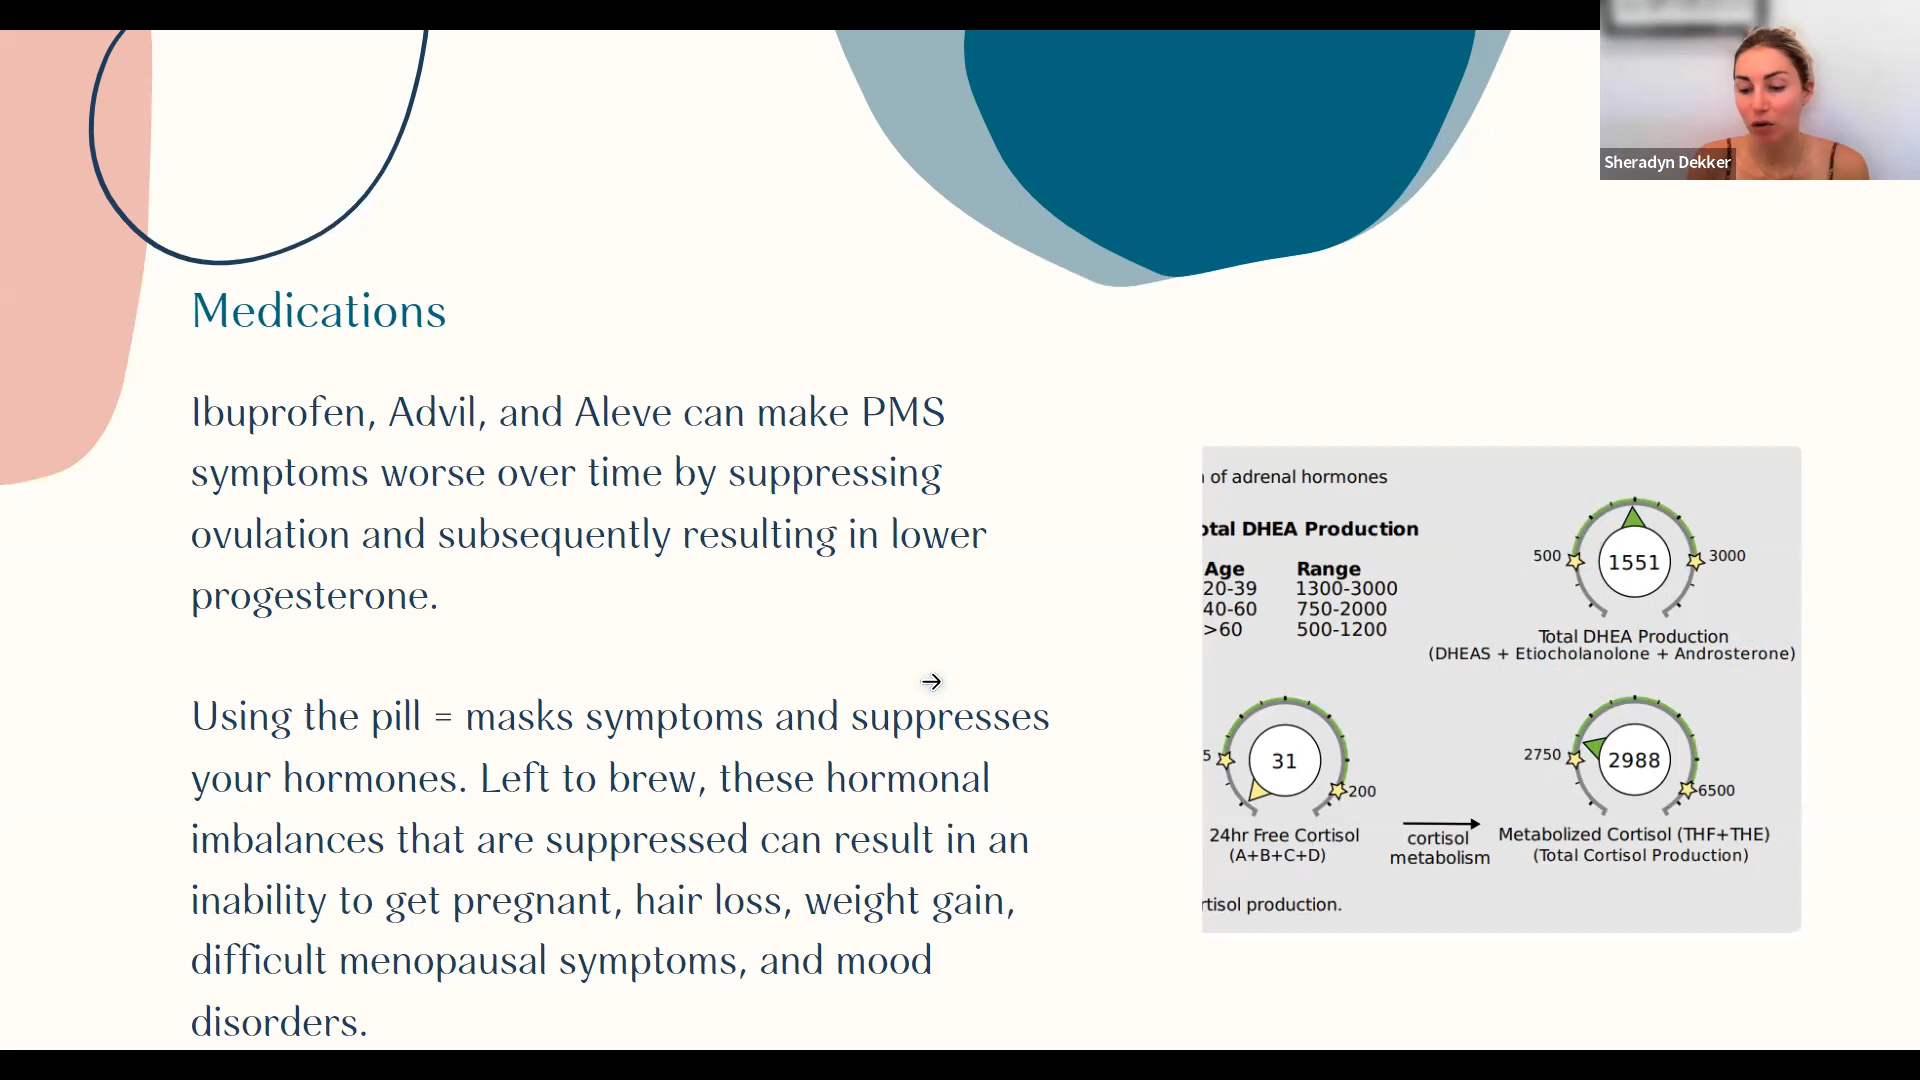 Sheradyn Dekker
Medications
Ibuprofen, Advil, and Aleve can make PMS
symptoms worse over time by suppressing
ovulation and subsequently resulting in lower
progesterone.
Using the pill = masks symptoms and suppresses
your hormones. Left to brew, these hormonal
imbalances that are suppressed can result in an
inability to get pregnant, hair loss, weight gain,
difficult menopausal symptoms, and mood
disorders.
of adrenal hormones
otal DHEA Production
Age Range
20-39 1300-3000
40-60 750-2000
>60 500-1200
500 1551 3000
Total DHEA Production
(DHEAS + Etiocholanolone + Androsterone)
5 31 200
24hr Free Cortisol
(A+B+C+D)
cortisol
metabolism
2750 2988 6500
Metabolized Cortisol (THF+THE)
(Total Cortisol Production)
rtisol production.